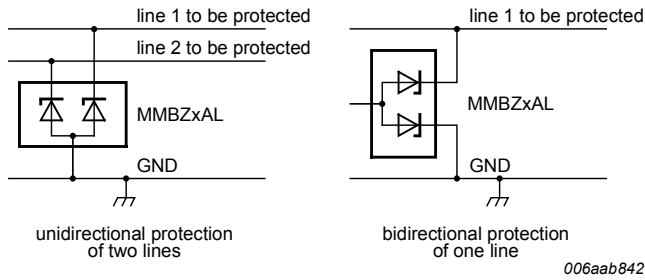 line 1 to be protected
line 2 to be protected
MMBZxAL
GND
unidirectional protection
of two lines
line 1 to be protected
MMBZxAL
GND
bidirectional protection
of one line
006aab842